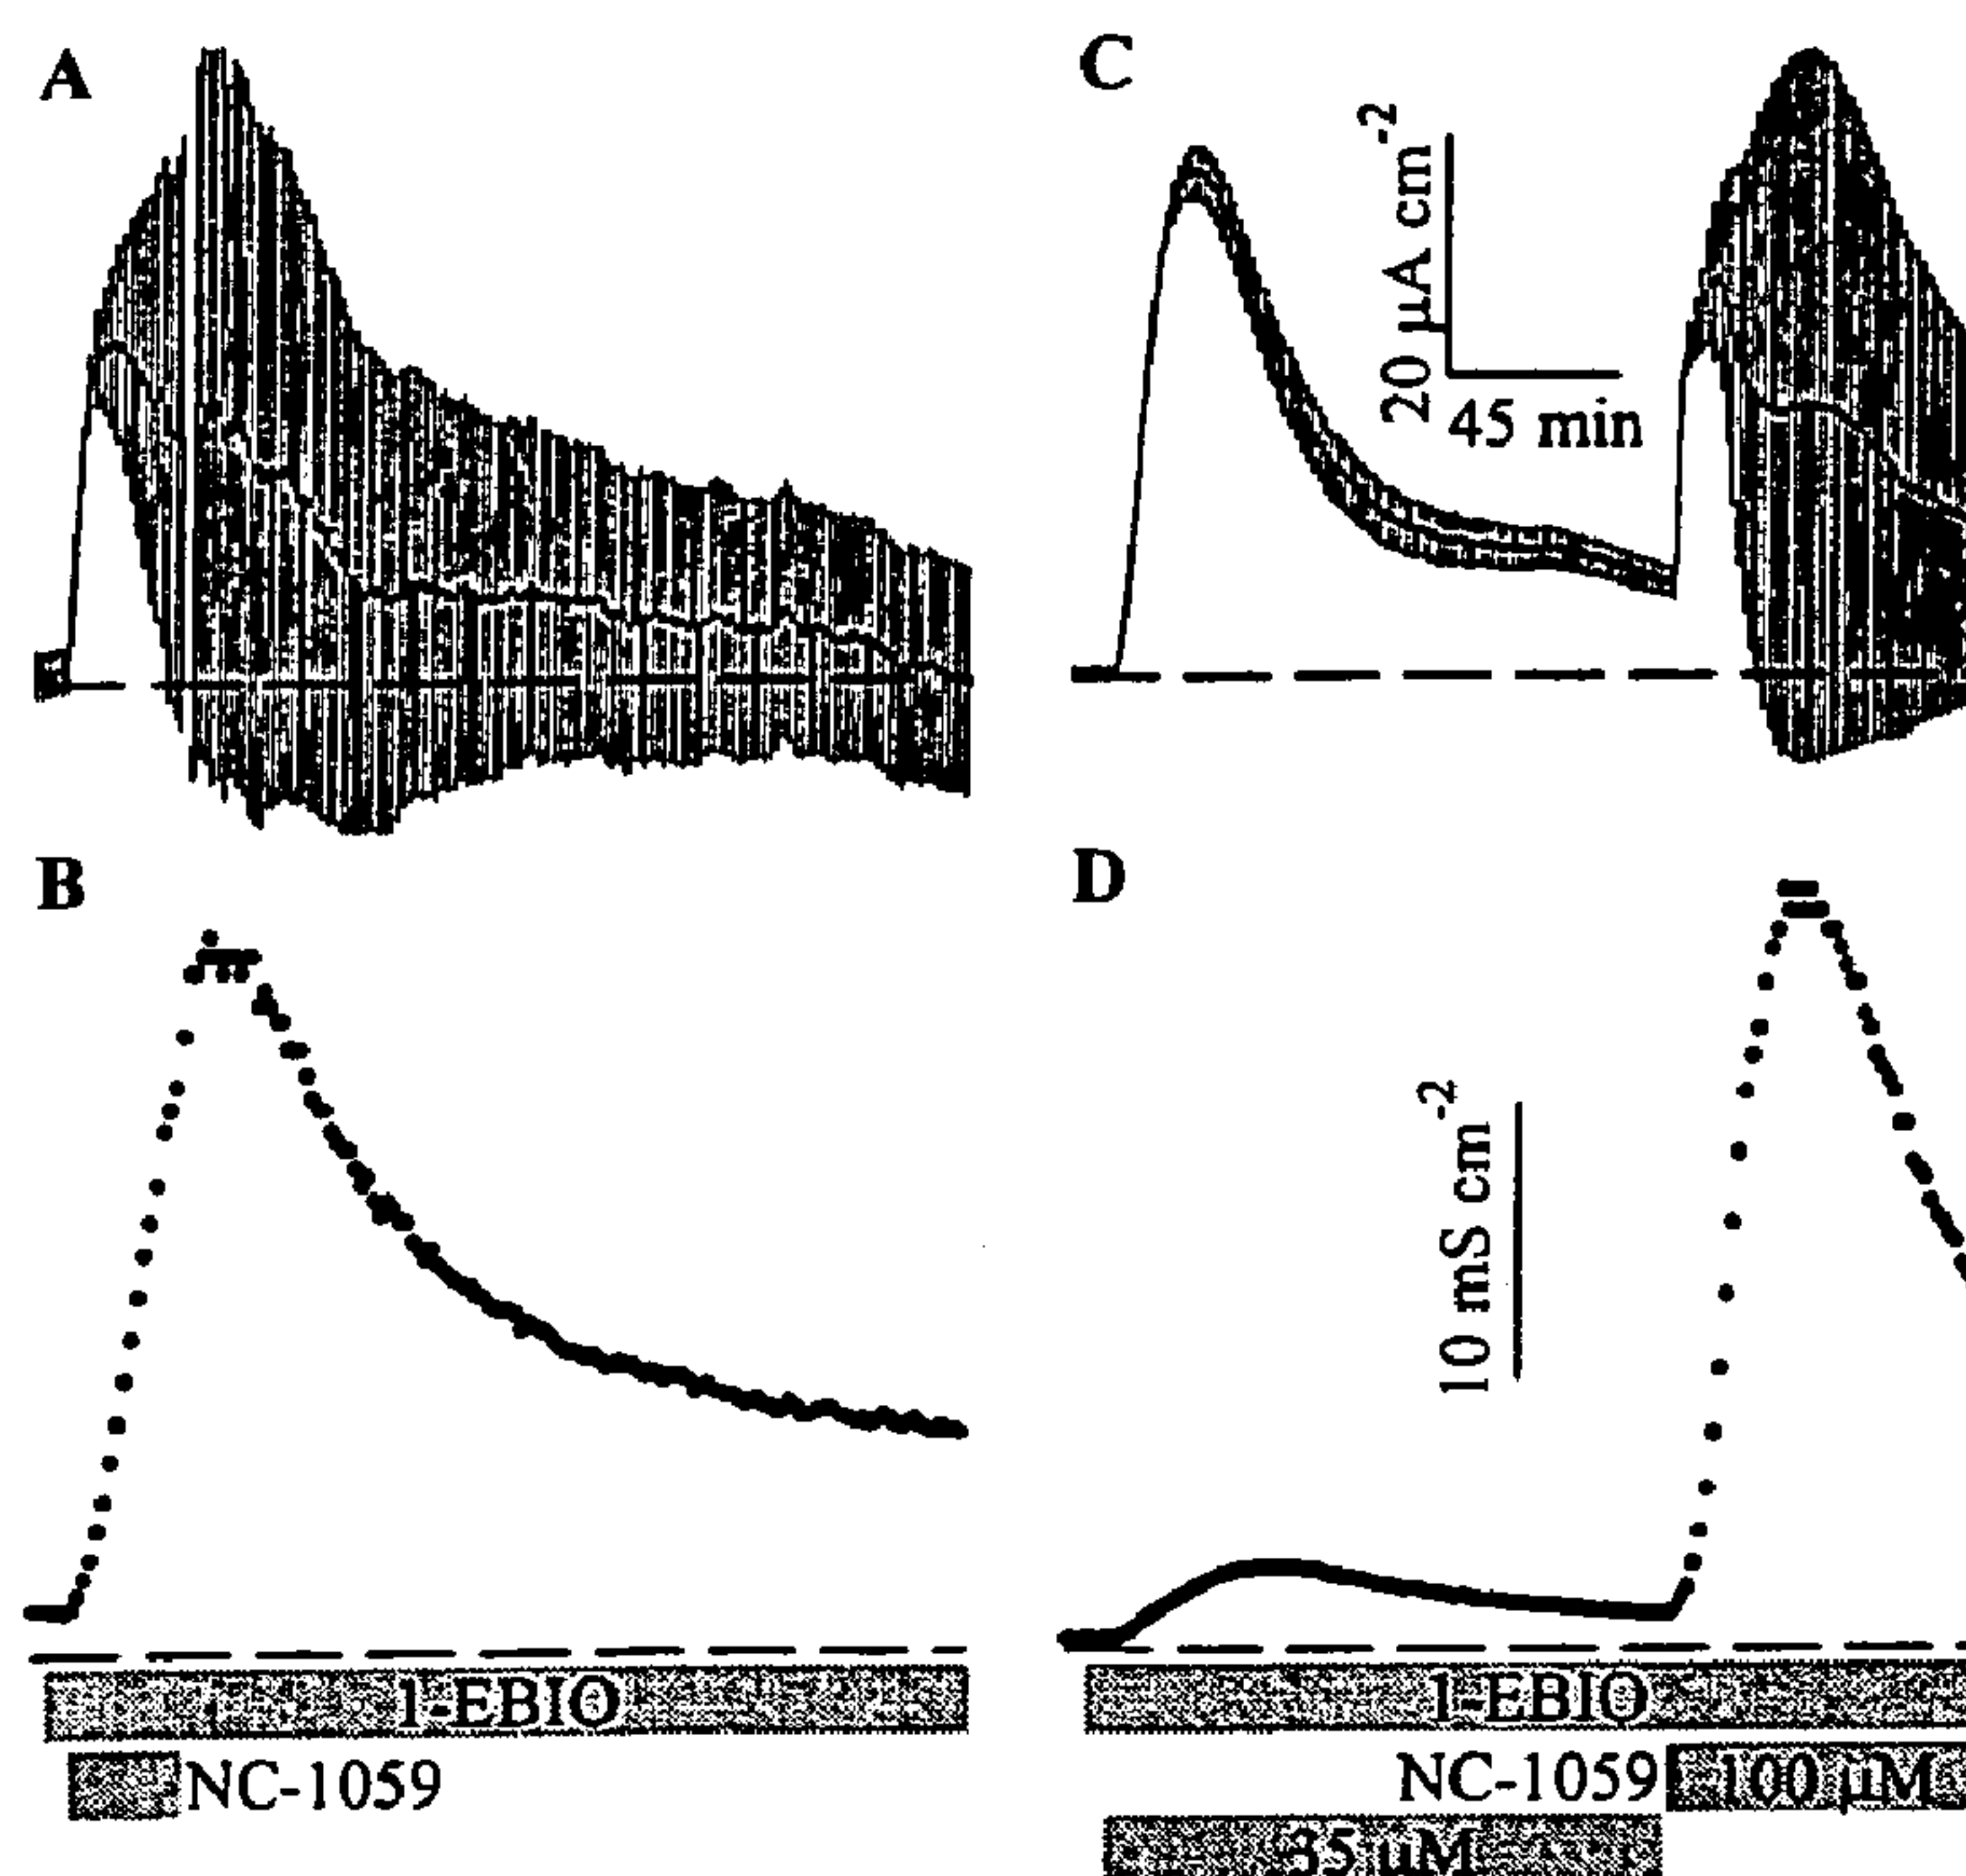 A
B
1-EBIO
NC-1059
C
20 µA cm-2
45 min
D
10 mS cm-2
1-EBIO
NC-1059 100 µM
35 µM